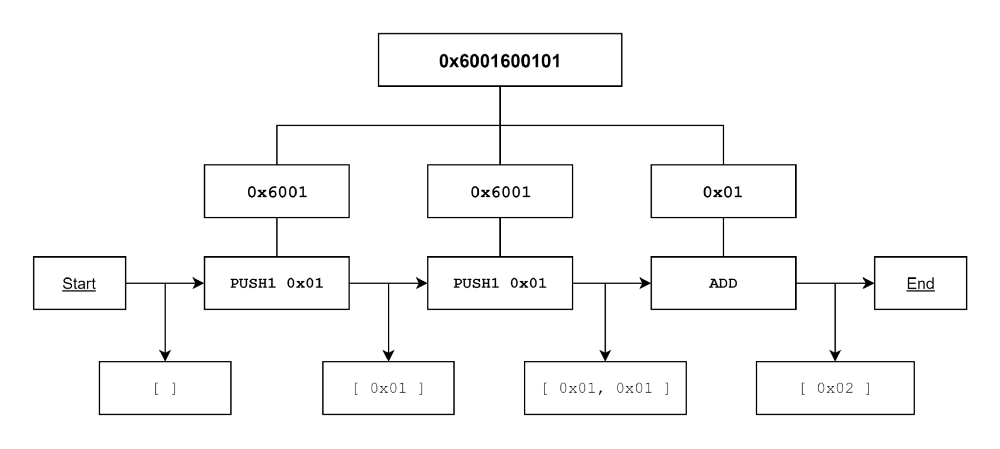 0x6001600101
0x6001
0x6001
0x01
Start
PUSH1 0x01
PUSH1 0x01
ADD
End
[ ]
[ 0x01 ]
[ 0x01, 0x01 ]
[ 0x02 ]